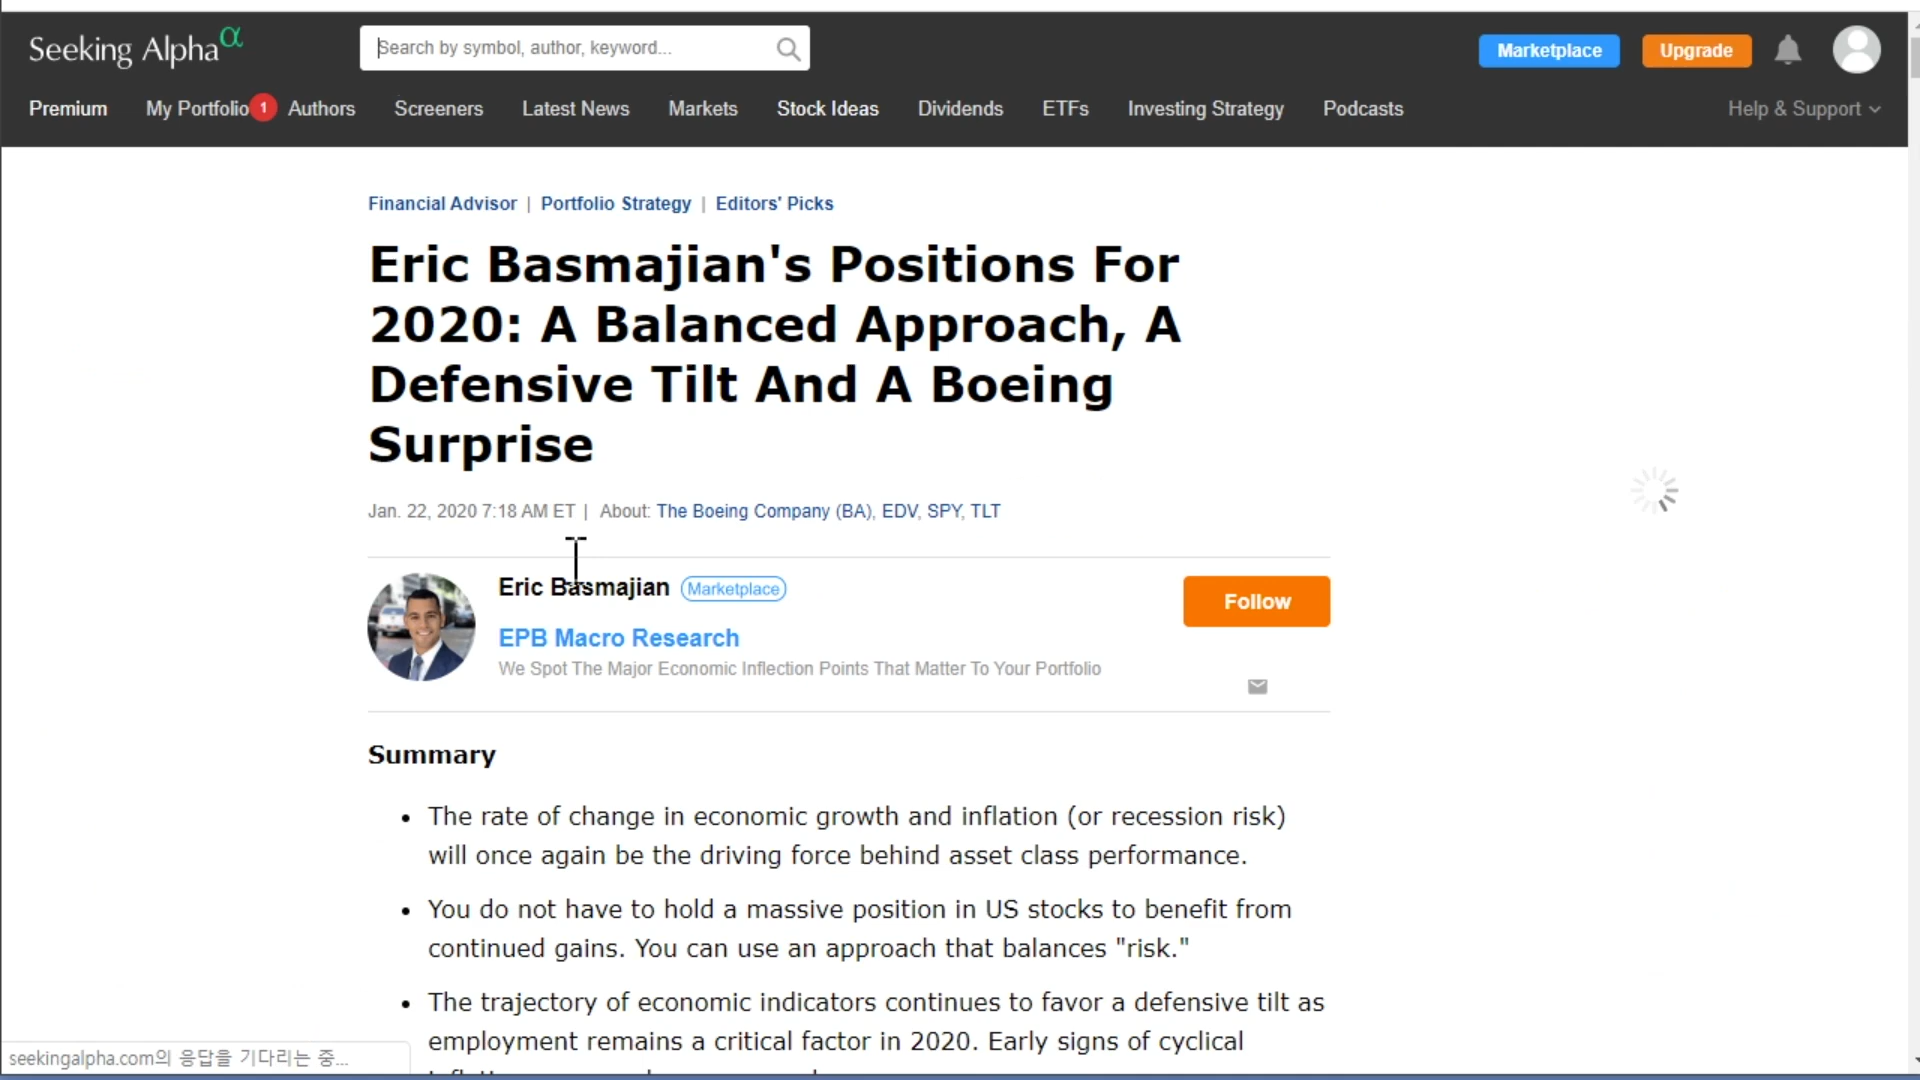 Seeking Alpha α
Search by symbol, author, keyword...
Marketplace
Upgrade
Premium
My Portfolio 1
Authors
Screeners
Latest News
Markets
Stock Ideas
Dividends
ETFs
Investing Strategy
Podcasts
Help & Support
Financial Advisor | Portfolio Strategy | Editors' Picks
Eric Basmajian's Positions For
2020: A Balanced Approach, A
Defensive Tilt And A Boeing
Surprise
Jan. 22, 2020 7:18 AM ET | About: The Boeing Company (BA), EDV, SPY, TLT
Eric Basmajian Marketplace
Follow
EPB Macro Research
We Spot The Major Economic Inflection Points That Matter To Your Portfolio
Summary
• The rate of change in economic growth and inflation (or recession risk)
will once again be the driving force behind asset class performance.
• You do not have to hold a massive position in US stocks to benefit from
continued gains. You can use an approach that balances "risk."
• The trajectory of economic indicators continues to favor a defensive tilt as
employment remains a critical factor in 2020. Early signs of cyclical
seekingalpha.com의 응답을 기다리는 중...